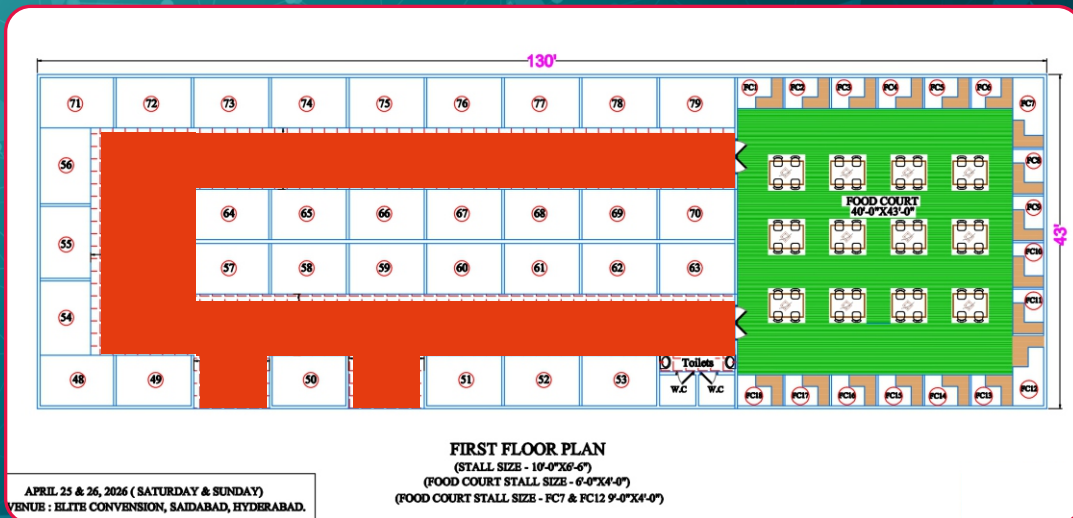 130'
71 72 73 74 75 76 77 78 79 FC1 FC2 FC3 FC4 FC5 FC6 FC7
56 FC8
64 65 66 67 68 69 70 FC9
FOOD COURT
40'-0"X43'-0"
43'
55 FC10
57 58 59 60 61 62 63
54 FC11
Toilets
48 49 50 51 52 53 W.C W.C FC18 FC17 FC16 FC15 FC14 FC13 FC12
FIRST FLOOR PLAN
(STALL SIZE - 10'-0"X6'-6")
(FOOD COURT STALL SIZE - 6'-0"X4'-0")
(FOOD COURT STALL SIZE - FC7 & FC12 9'-0"X4'-0")
APRIL 25 & 26, 2026 ( SATURDAY & SUNDAY)
VENUE : ELITE CONVENSION, SAIDABAD, HYDERABAD.